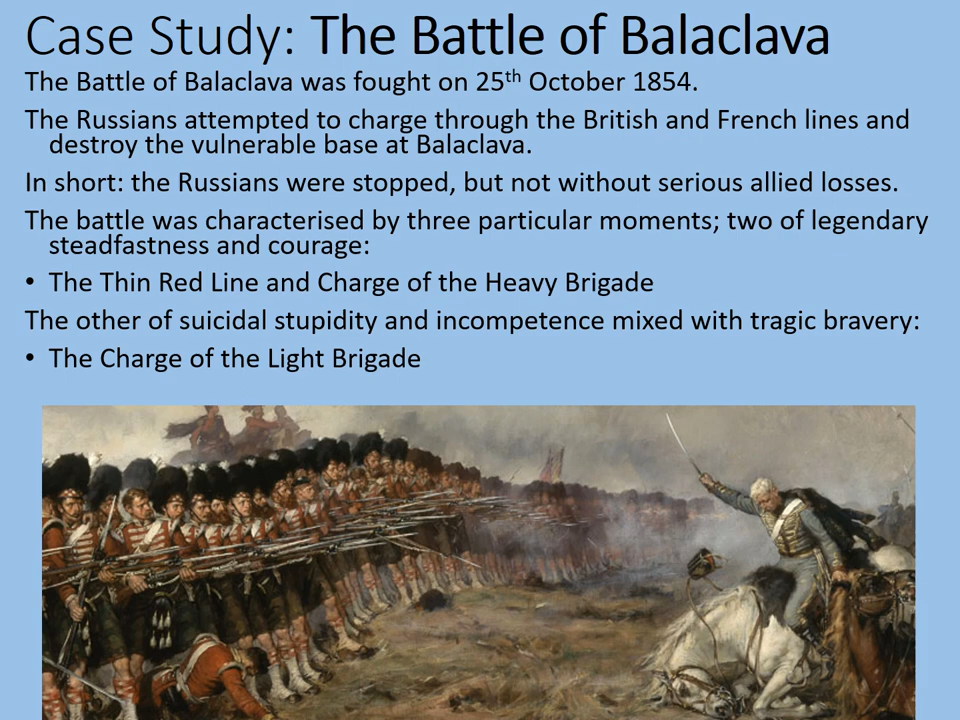 Case Study: The Battle of Balaclava
The Battle of Balaclava was fought on 25th October 1854.
The Russians attempted to charge through the British and French lines and
destroy the vulnerable base at Balaclava.
In short: the Russians were stopped, but not without serious allied losses.
The battle was characterised by three particular moments; two of legendary
steadfastness and courage:
• The Thin Red Line and Charge of the Heavy Brigade
The other of suicidal stupidity and incompetence mixed with tragic bravery:
• The Charge of the Light Brigade